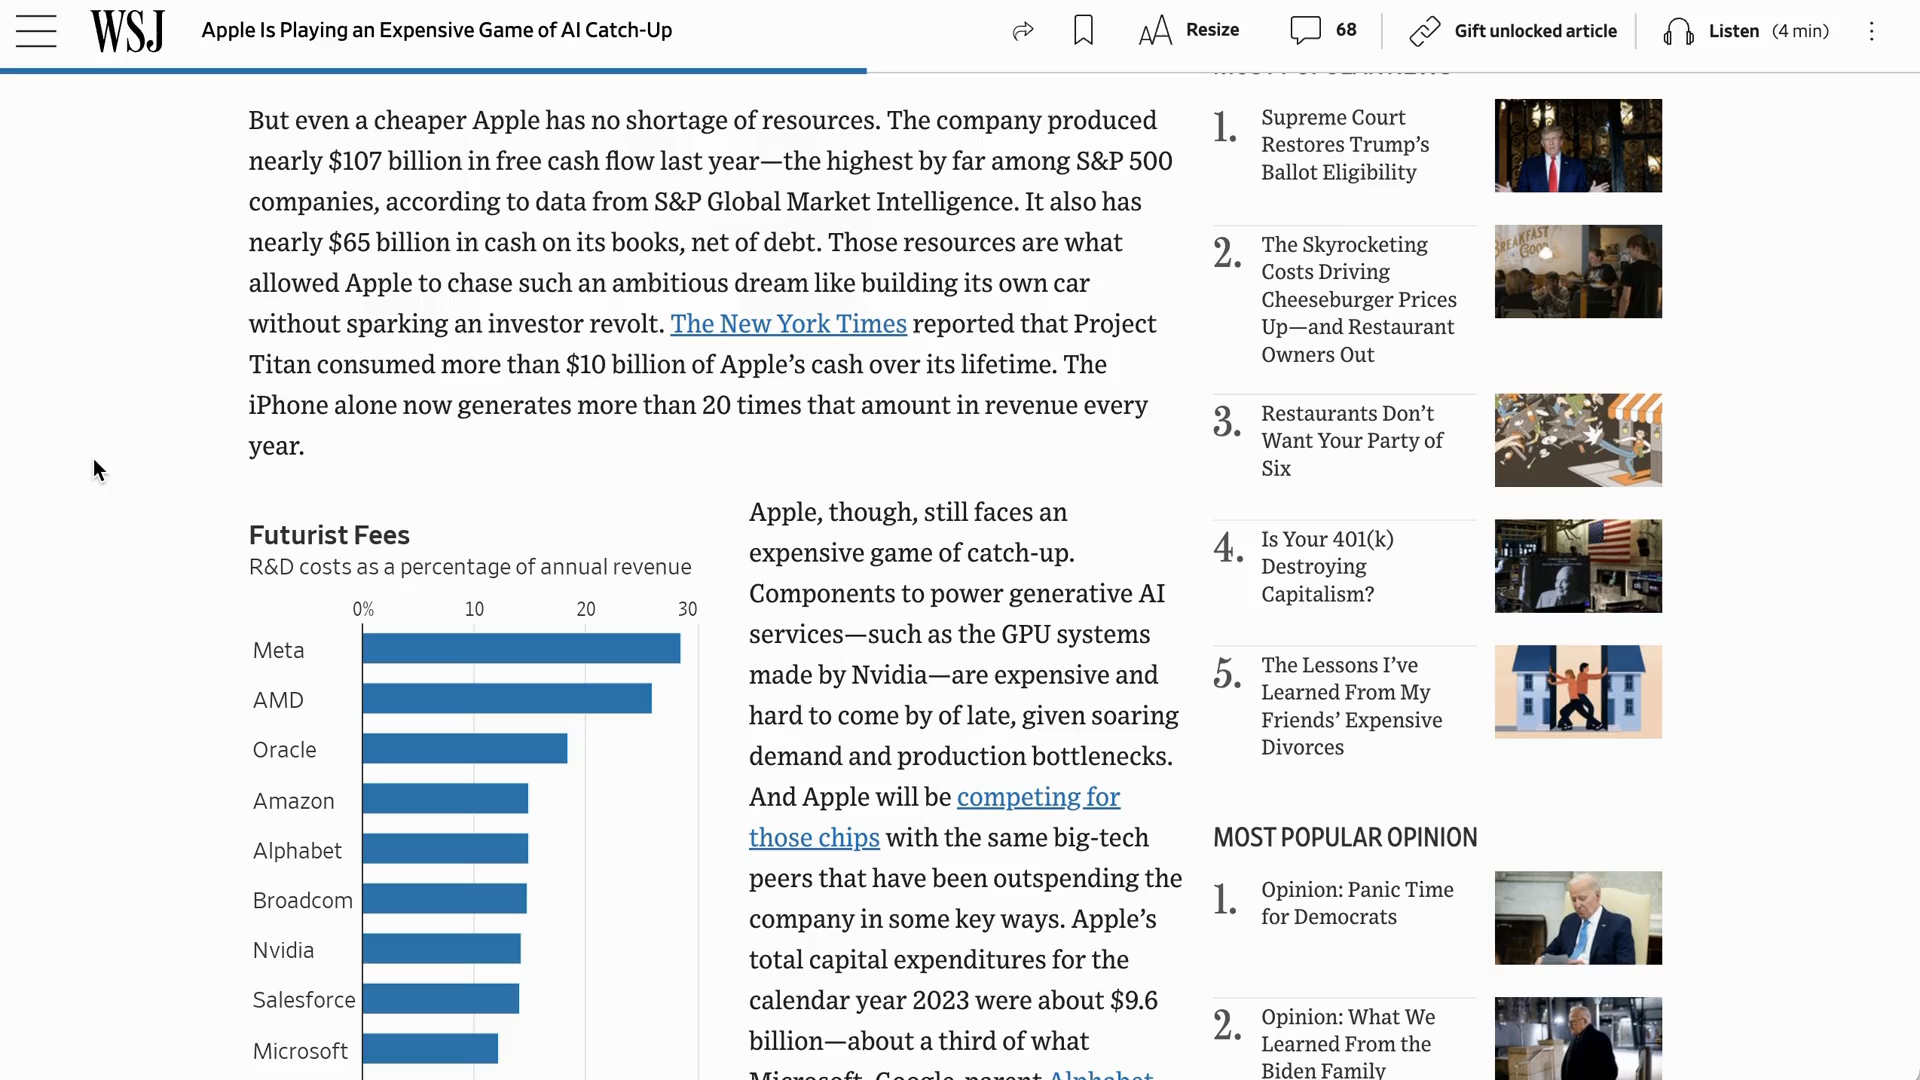 WSJ
Apple Is Playing an Expensive Game of AI Catch-Up
Resize
68
Gift unlocked article
Listen (4 min)
But even a cheaper Apple has no shortage of resources. The company produced
nearly $107 billion in free cash flow last year—the highest by far among S&P 500
companies, according to data from S&P Global Market Intelligence. It also has
nearly $65 billion in cash on its books, net of debt. Those resources are what
allowed Apple to chase such an ambitious dream like building its own car
without sparking an investor revolt. The New York Times reported that Project
Titan consumed more than $10 billion of Apple’s cash over its lifetime. The
iPhone alone now generates more than 20 times that amount in revenue every
year.
Futurist Fees
R&D costs as a percentage of annual revenue
0% 10 20 30
Meta
AMD
Oracle
Amazon
Alphabet
Broadcom
Nvidia
Salesforce
Microsoft
Apple, though, still faces an
expensive game of catch-up.
Components to power generative AI
services—such as the GPU systems
made by Nvidia—are expensive and
hard to come by of late, given soaring
demand and production bottlenecks.
And Apple will be competing for
those chips with the same big-tech
peers that have been outspending the
company in some key ways. Apple’s
total capital expenditures for the
calendar year 2023 were about $9.6
billion—about a third of what
Microsoft, Google-parent Alphabet
MOST POPULAR NEWS
1. Supreme Court
Restores Trump’s
Ballot Eligibility
2. The Skyrocketing
Costs Driving
Cheeseburger Prices
Up—and Restaurant
Owners Out
BREAKFAST
3. Restaurants Don’t
Want Your Party of
Six
4. Is Your 401(k)
Destroying
Capitalism?
5. The Lessons I’ve
Learned From My
Friends’ Expensive
Divorces
MOST POPULAR OPINION
1. Opinion: Panic Time
for Democrats
2. Opinion: What We
Learned From the
Biden Family